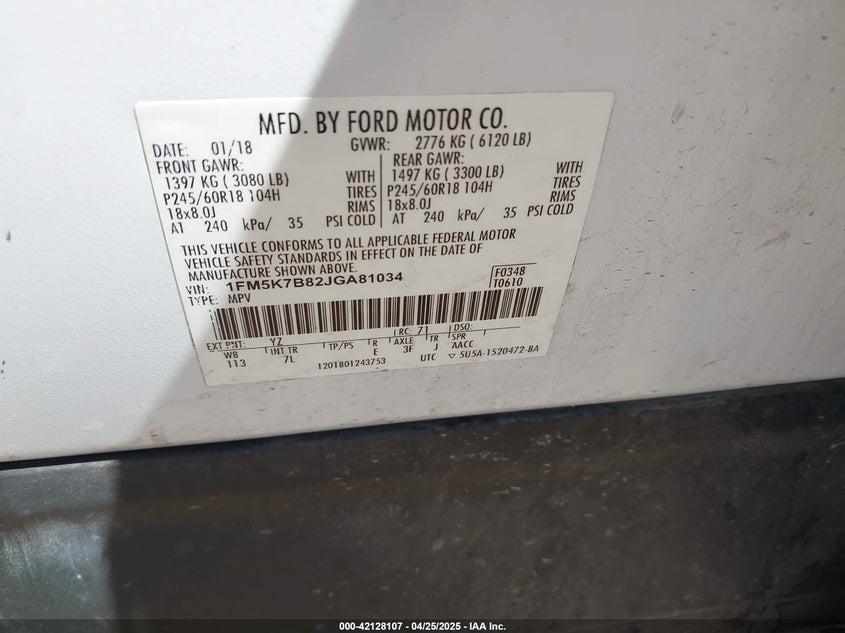 MFD. BY FORD MOTOR CO.
DATE: 01/18 GVWR: 2776 KG ( 6120 LB)
FRONT GAWR: REAR GAWR:
1397 KG ( 3080 LB) WITH 1497 KG ( 3300 LB) WITH
P245/60R18 104H TIRES P245/60R18 104H TIRES
18x8.0J RIMS 18x8.0J RIMS
AT 240 kPa/ 35 PSI COLD AT 240 kPa/ 35 PSI COLD
THIS VEHICLE CONFORMS TO ALL APPLICABLE FEDERAL MOTOR
VEHICLE SAFETY STANDARDS IN EFFECT ON THE DATE OF
MANUFACTURE SHOWN ABOVE.
VIN: 1FM5K7B82JGA81034 F0348
TYPE: MPV T0610
EXT PNT: YZ RC: 71 DSO:
WB INT TR TP/PS R AXLE TR SPR
113 7L E 3F J AACC
1201801243753 UTC ▽ 5U5A-1520472-BA
000-42128107 - 04/25/2025 - IAA Inc.